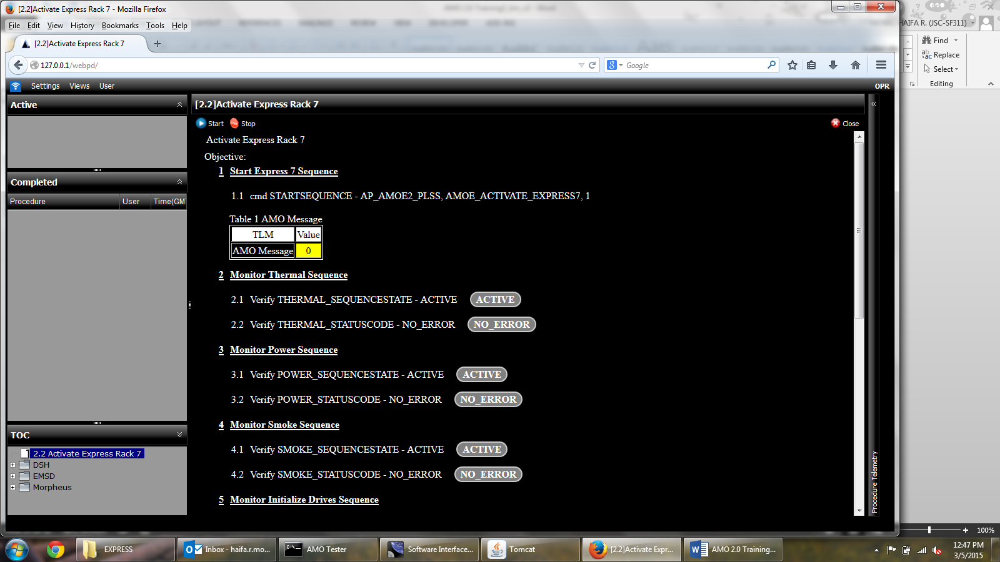 [2.2]Activate Express Rack 7 - Mozilla Firefox
File Edit View History Bookmarks Tools Help
[2.2]Activate Express Rack 7
127.0.0.1/webpd/
Google
HAIFA R. (JSC-SF311)
Find
Replace
Select
Editing
Settings Views User
OPR
Active
[2.2]Activate Express Rack 7
Start Stop
Close
Activate Express Rack 7
Objective:
1 Start Express 7 Sequence
1.1 cmd STARTSEQUENCE - AP_AMOE2_PLSS, AMOE_ACTIVATE_EXPRESS7, 1
Table 1 AMO Message
TLM Value
AMO Message 0
2 Monitor Thermal Sequence
2.1 Verify THERMAL_SEQUENCESTATE - ACTIVE ACTIVE
2.2 Verify THERMAL_STATUSCODE - NO_ERROR NO_ERROR
3 Monitor Power Sequence
3.1 Verify POWER_SEQUENCESTATE - ACTIVE ACTIVE
3.2 Verify POWER_STATUSCODE - NO_ERROR NO_ERROR
4 Monitor Smoke Sequence
4.1 Verify SMOKE_SEQUENCESTATE - ACTIVE ACTIVE
4.2 Verify SMOKE_STATUSCODE - NO_ERROR NO_ERROR
5 Monitor Initialize Drives Sequence
Completed
Procedure User Time(GMT
TOC
2.2 Activate Express Rack 7
DSH
EMSD
Morpheus
Procedure Telemetry
100%
EXPRESS
Inbox - haifa.r.mo...
AMO Tester
Software Interface...
Tomcat
[2.2]Activate Expr...
AMO 2.0 Training...
12:47 PM
3/5/2015